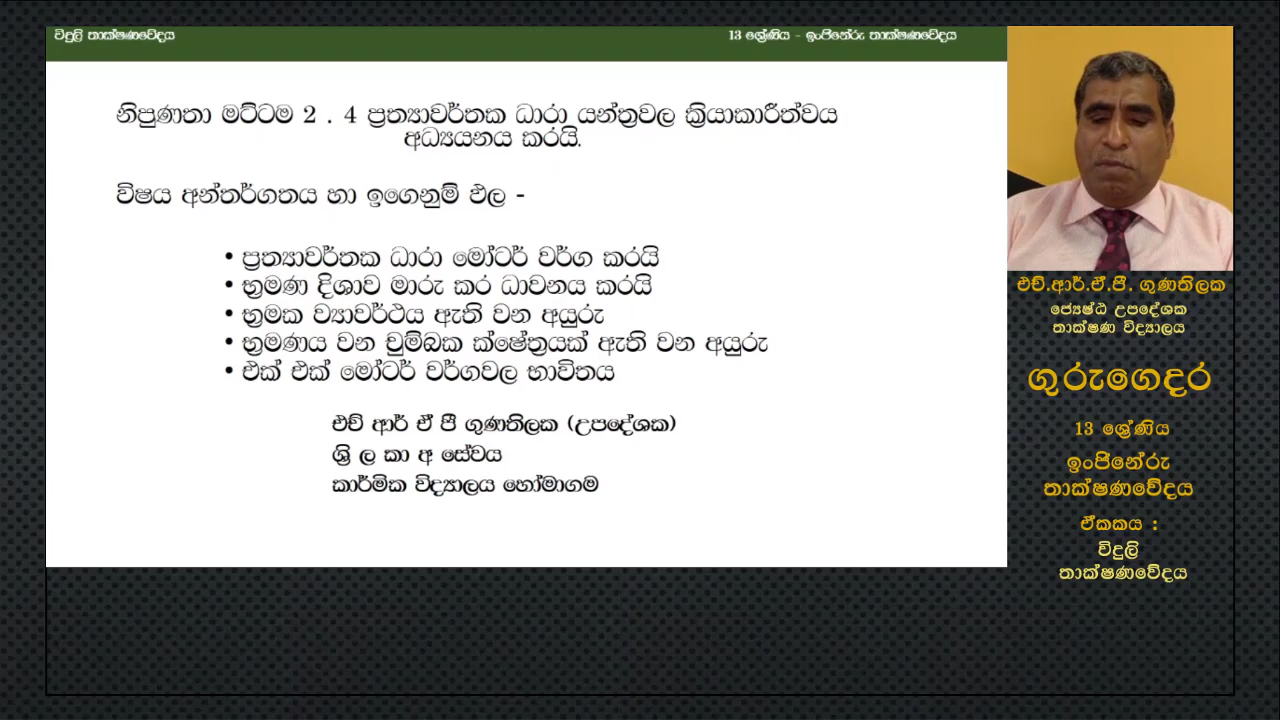 විදුලි තාක්ෂණවේදය
13 ශ්‍රේණිය - ඉංජිනේරු තාක්ෂණවේදය
නිපුණතා මට්ටම 2 . 4 ප්‍රත්‍යාවර්තක ධාරා යන්ත්‍රවල ක්‍රියාකාරීත්වය
අධ්‍යයනය කරයි.
විෂය අන්තර්ගතය හා ඉගෙනුම් ඵල -
• ප්‍රත්‍යාවර්තක ධාරා මෝටර් වර්ග කරයි
• භ්‍රමණ දිශාව මාරු කර ධාවනය කරයි
• භ්‍රමක ව්‍යාවර්ථය ඇති වන අයුරු
• භ්‍රමණය වන චුම්බක ක්ෂේත්‍රයක් ඇති වන අයුරු
• එක් එක් මෝටර් වර්ගවල භාවිතය
එච් ආර් ඒ පී ගුණතිලක (උපදේශක)
ශ්‍රි ල කා අ සේවය
කාර්මික විද්‍යාලය හෝමාගම
එච්.ආර්.ඒ.පී. ගුණතිලක
ජ්‍යෙෂ්ඨ උපදේශක
තාක්ෂණ විද්‍යාලය
ගුරුගෙදර
13 ශ්‍රේණිය
ඉංජිනේරු
තාක්ෂණවේදය
ඒකකය :
විදුලි
තාක්ෂණවේදය